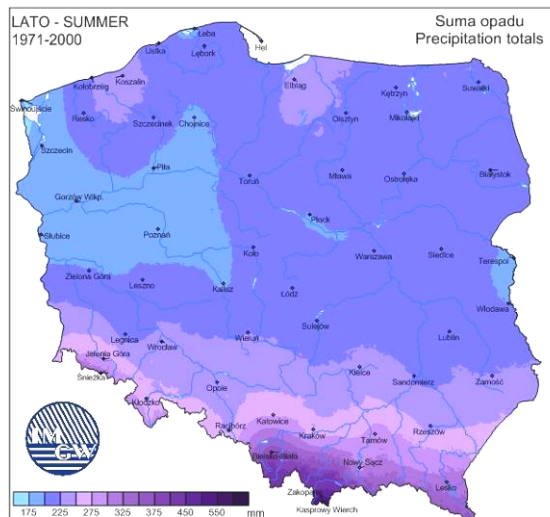 LATO - SUMMER
1971-2000
Suma opadu
Precipitation totals
Łeba
Hel
Ustka
Lębork
Koszalin
Kołobrzeg
Elbląg
Kętrzyn
Suwałki
Świnoujście
Resko
Szczecinek
Chojnice
Olsztyn
Mikołajki
Szczecin
Piła
Toruń
Mława
Ostrołęka
Białystok
Gorzów Wlkp.
Płock
Słubice
Poznań
Koło
Warszawa
Siedlce
Terespol
Zielona Góra
Leszno
Kalisz
Łódź
Włodawa
Sulejów
Legnica
Wrocław
Wieluń
Lublin
Jelenia Góra
Śnieżka
Kielce
Sandomierz
Zamość
Opole
Kłodzko
Racibórz
Katowice
Kraków
Tarnów
Rzeszów
Bielsko-Biała
Nowy Sącz
Lesko
Zakopane
Kasprowy Wierch
IMGW
175 225 275 325 375 450 550 mm